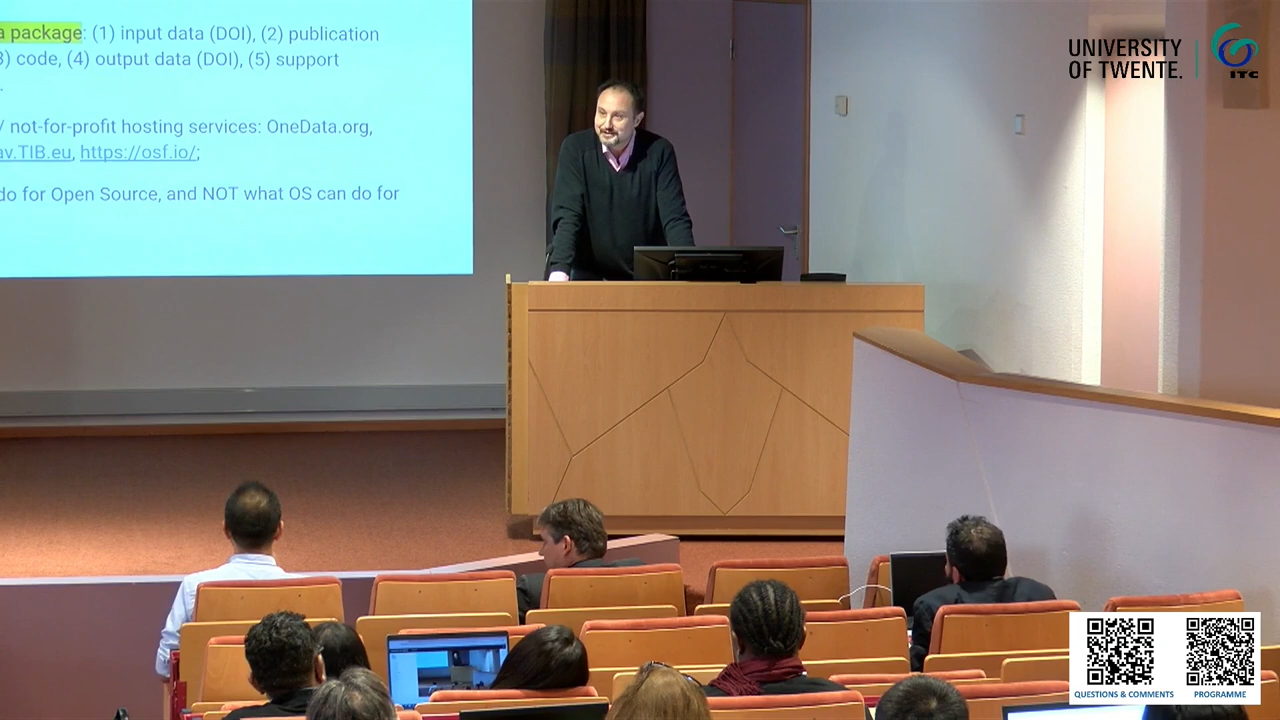 a package: (1) input data (DOI), (2) publication
3) code, (4) output data (DOI), (5) support
/ not-for-profit hosting services: OneData.org,
av.TIB.eu, https://osf.io/;
do for Open Source, and NOT what OS can do for
UNIVERSITY
OF TWENTE.
ITC
QUESTIONS & COMMENTS
PROGRAMME